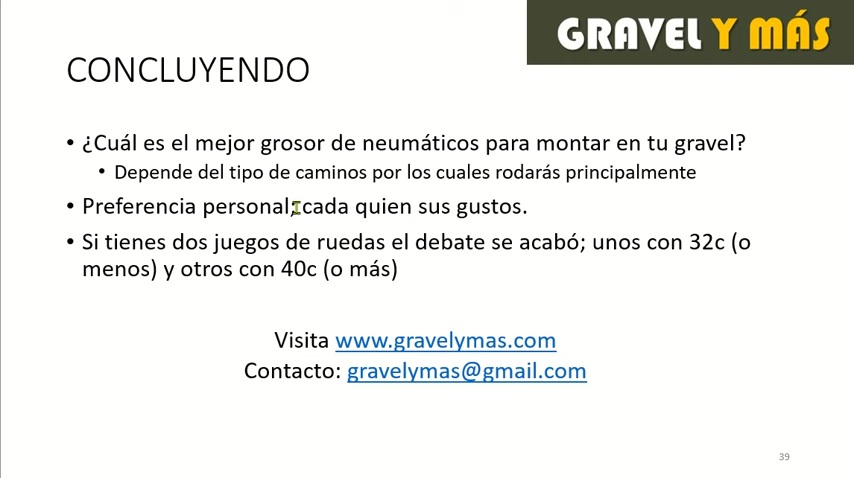 GRAVEL Y MÁS
CONCLUYENDO
• ¿Cuál es el mejor grosor de neumáticos para montar en tu gravel?
• Depende del tipo de caminos por los cuales rodarás principalmente
• Preferencia personal; cada quien sus gustos.
• Si tienes dos juegos de ruedas el debate se acabó; unos con 32c (o
menos) y otros con 40c (o más)
Visita www.gravelymas.com
Contacto: gravelymas@gmail.com
39